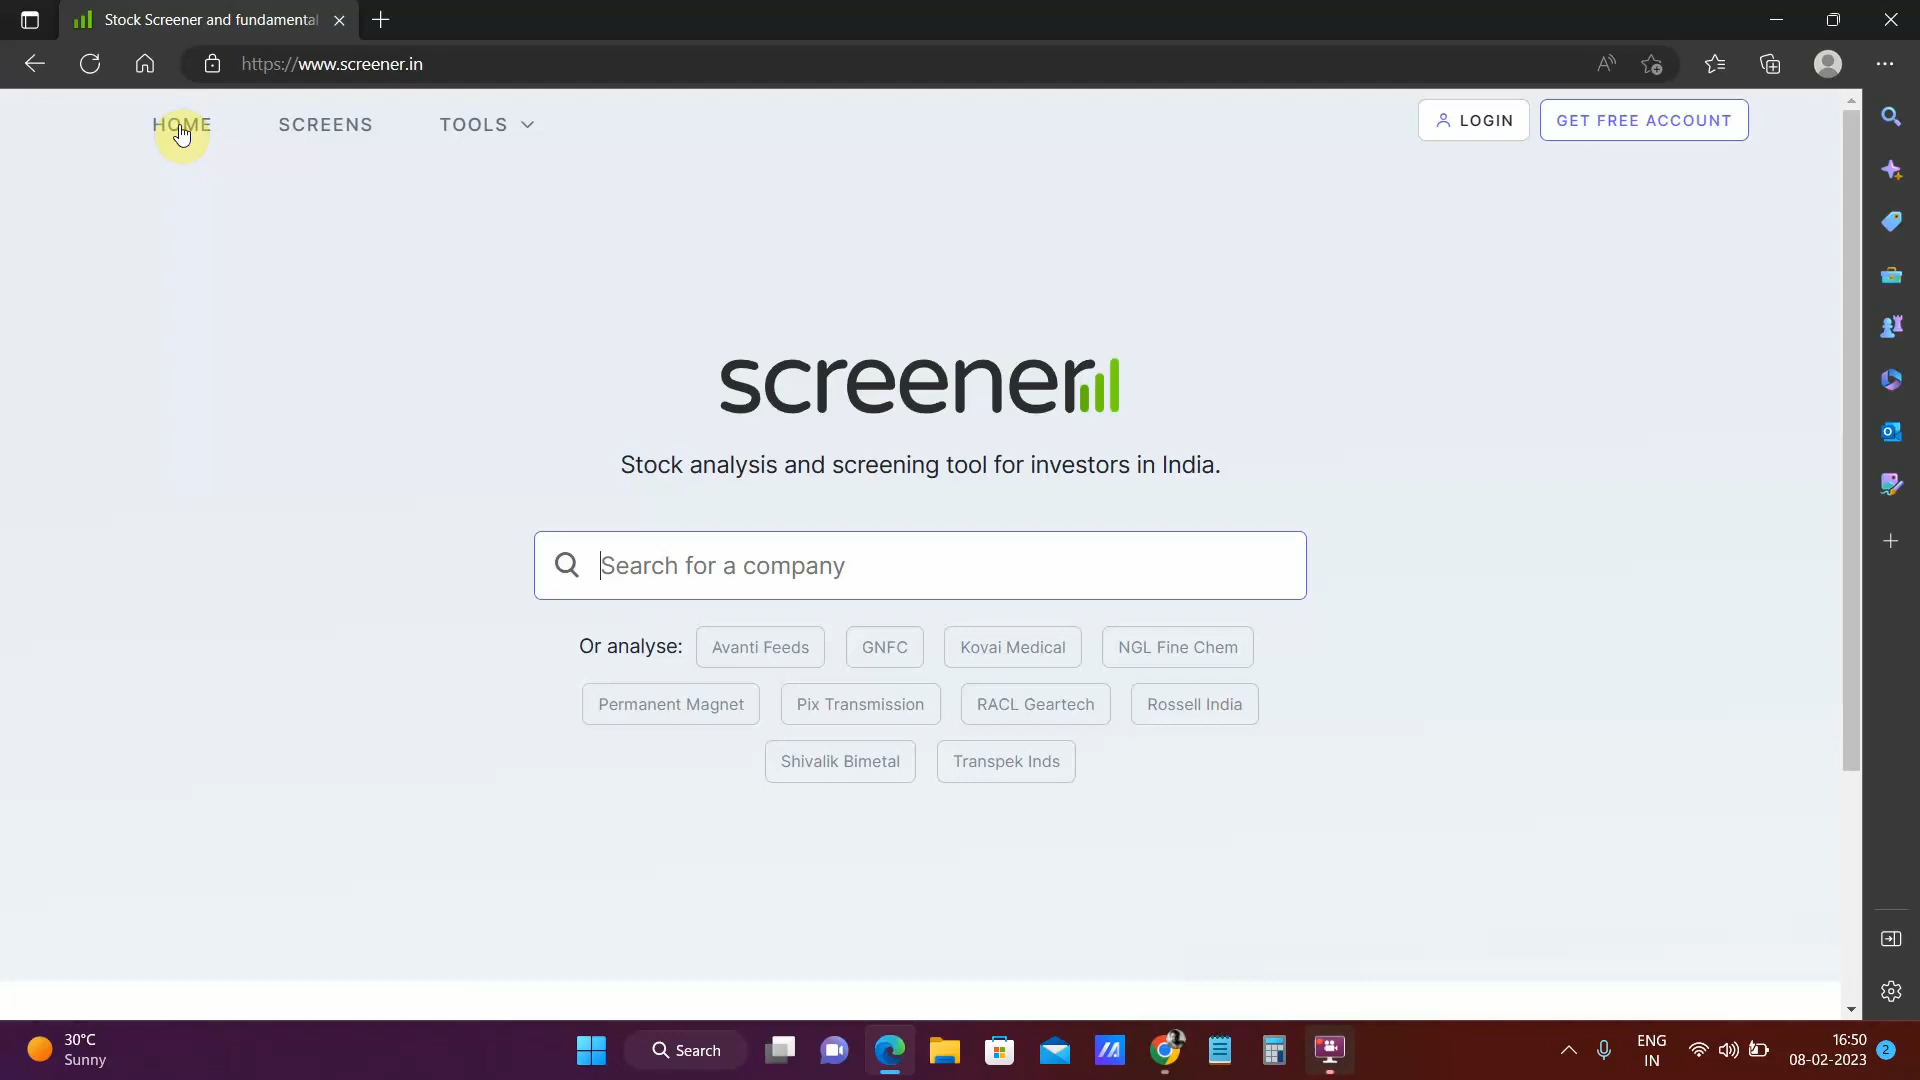 Stock Screener and fundamental
https://www.screener.in
HOME SCREENS TOOLS
LOGIN GET FREE ACCOUNT
screener
Stock analysis and screening tool for investors in India.
Search for a company
Or analyse: Avanti Feeds GNFC Kovai Medical NGL Fine Chem
Permanent Magnet Pix Transmission RACL Geartech Rossell India
Shivalik Bimetal Transpek Inds
30°C
Sunny
Search
ENG
IN
16:50
08-02-2023
2